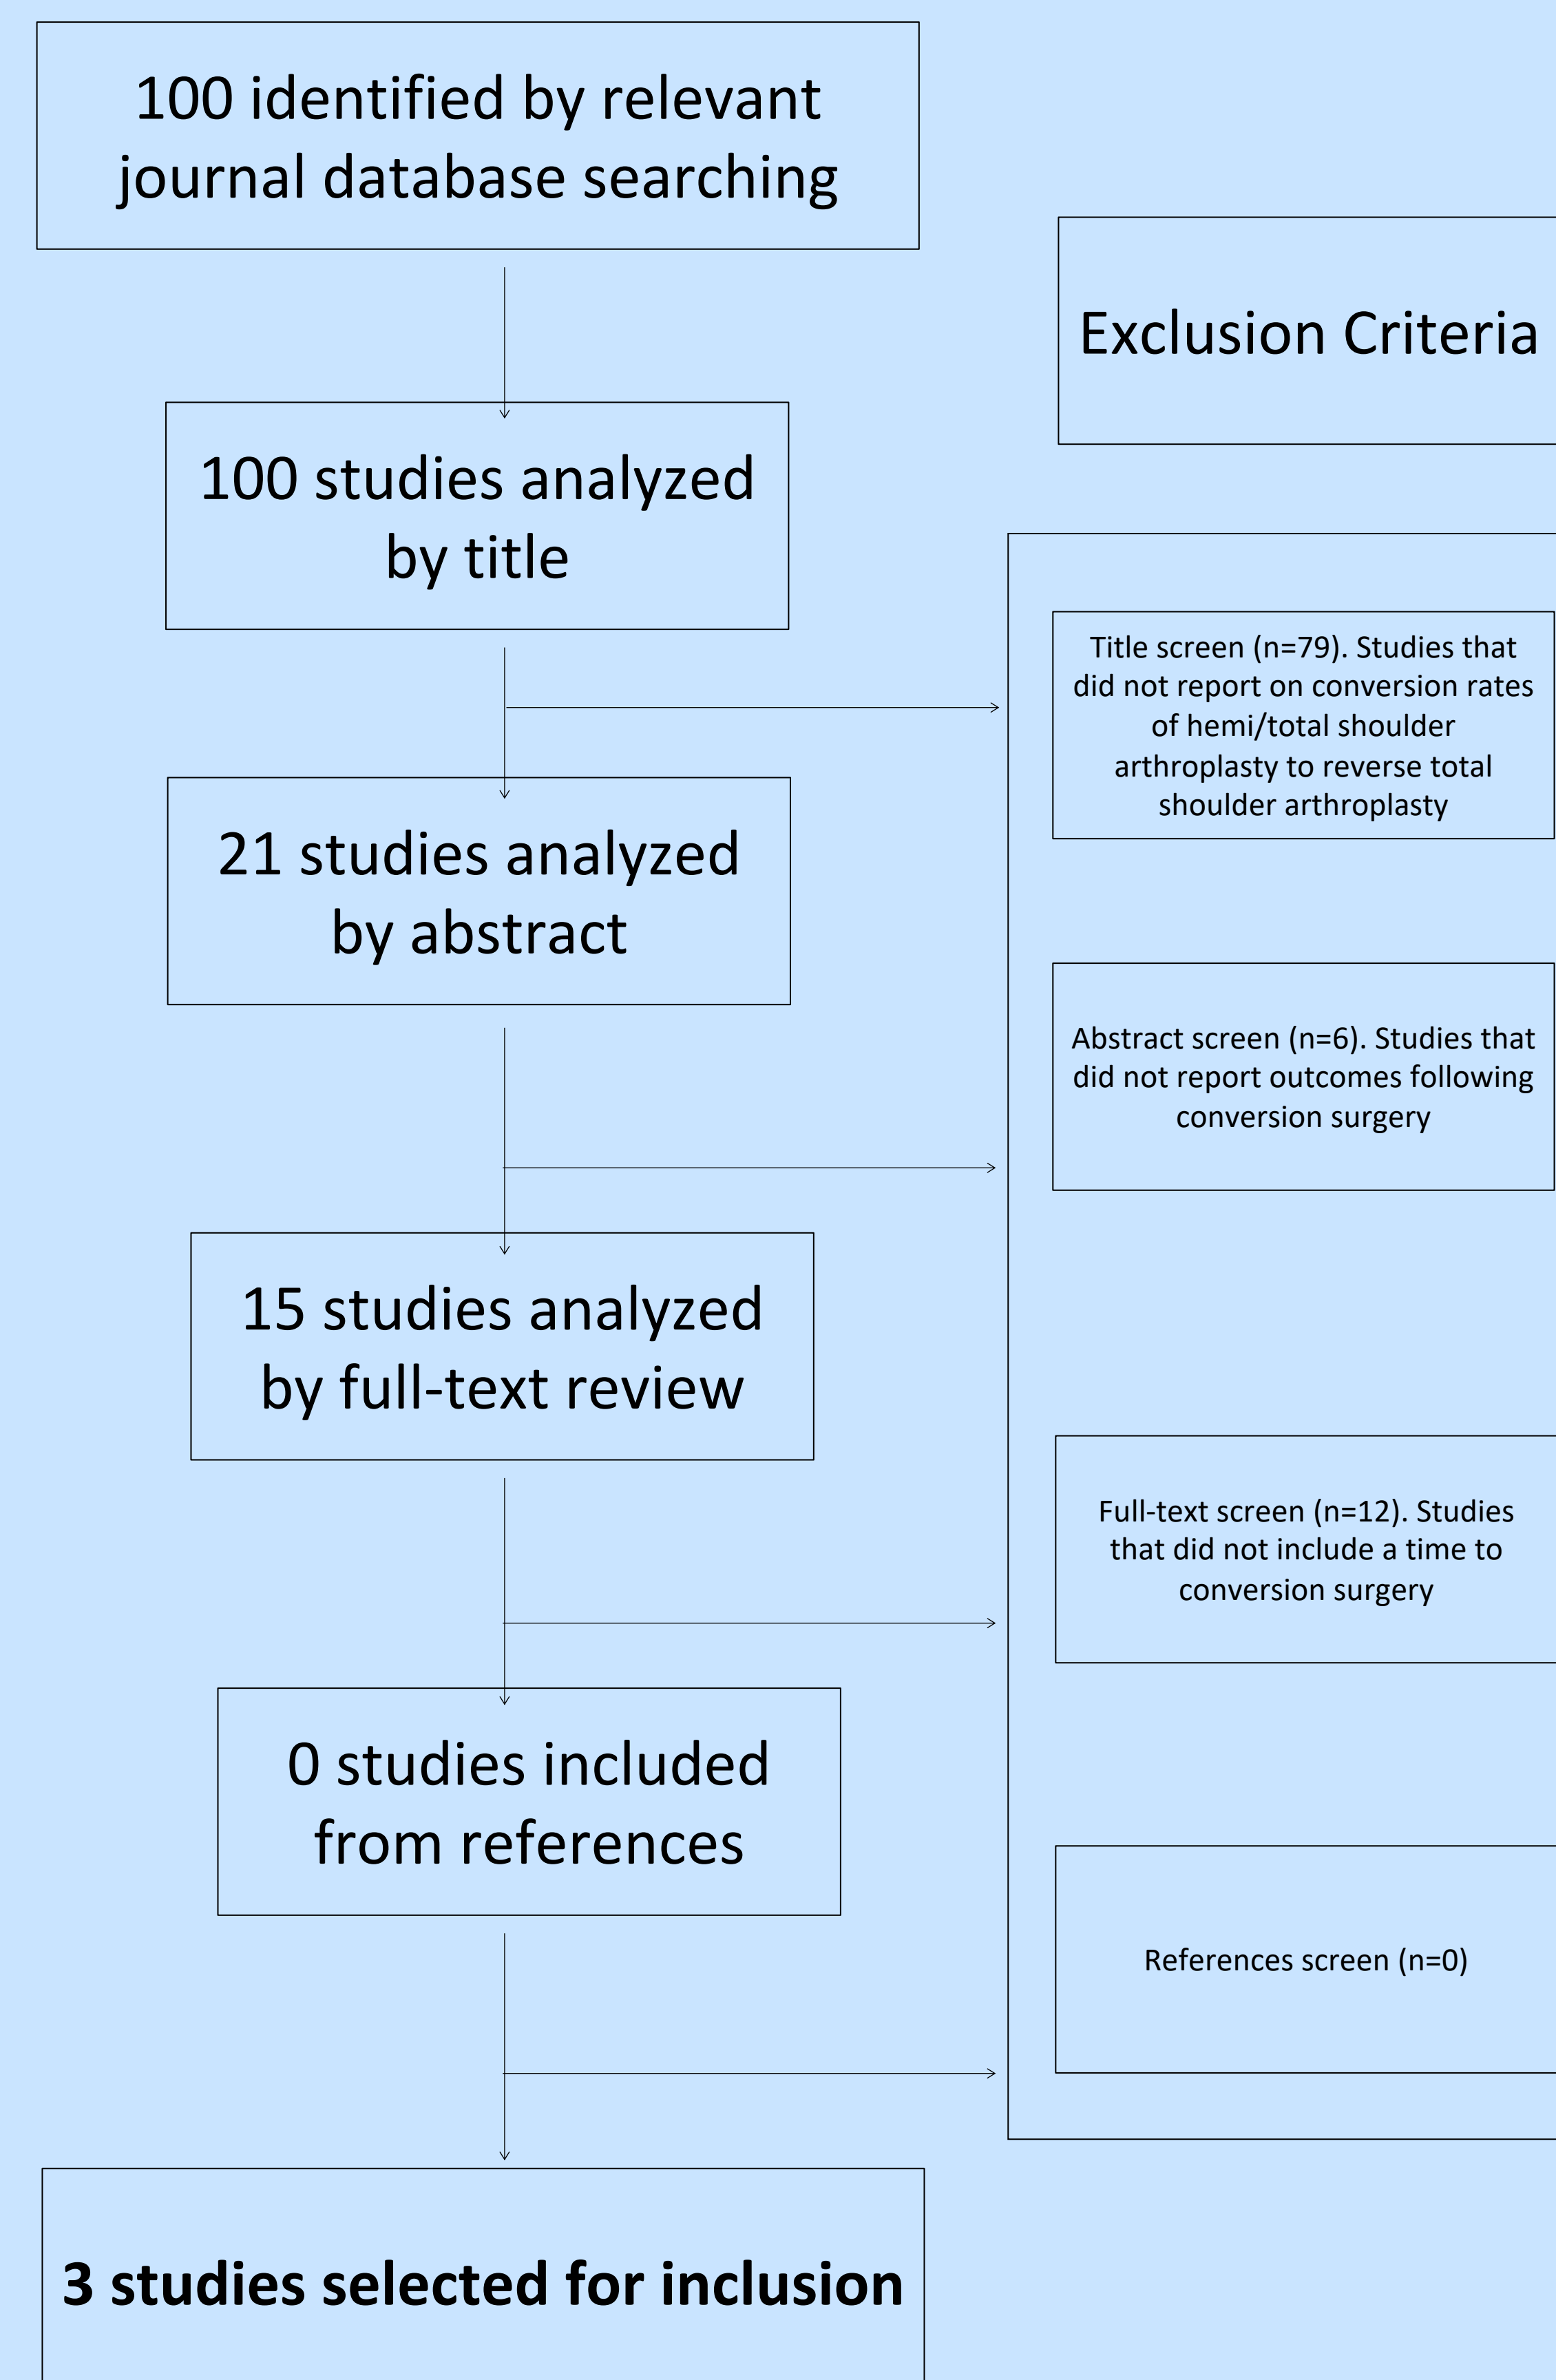 100 identified by relevant
journal database searching
Exclusion Criteria
100 studies analyzed
by title
Title screen (n=79). Studies that
did not report on conversion rates
of hemi/total shoulder
arthroplasty to reverse total
shoulder arthroplasty
21 studies analyzed
by abstract
Abstract screen (n=6). Studies that
did not report outcomes following
conversion surgery
15 studies analyzed
by full-text review
Full-text screen (n=12). Studies
that did not include a time to
conversion surgery
0 studies included
from references
References screen (n=0)
3 studies selected for inclusion